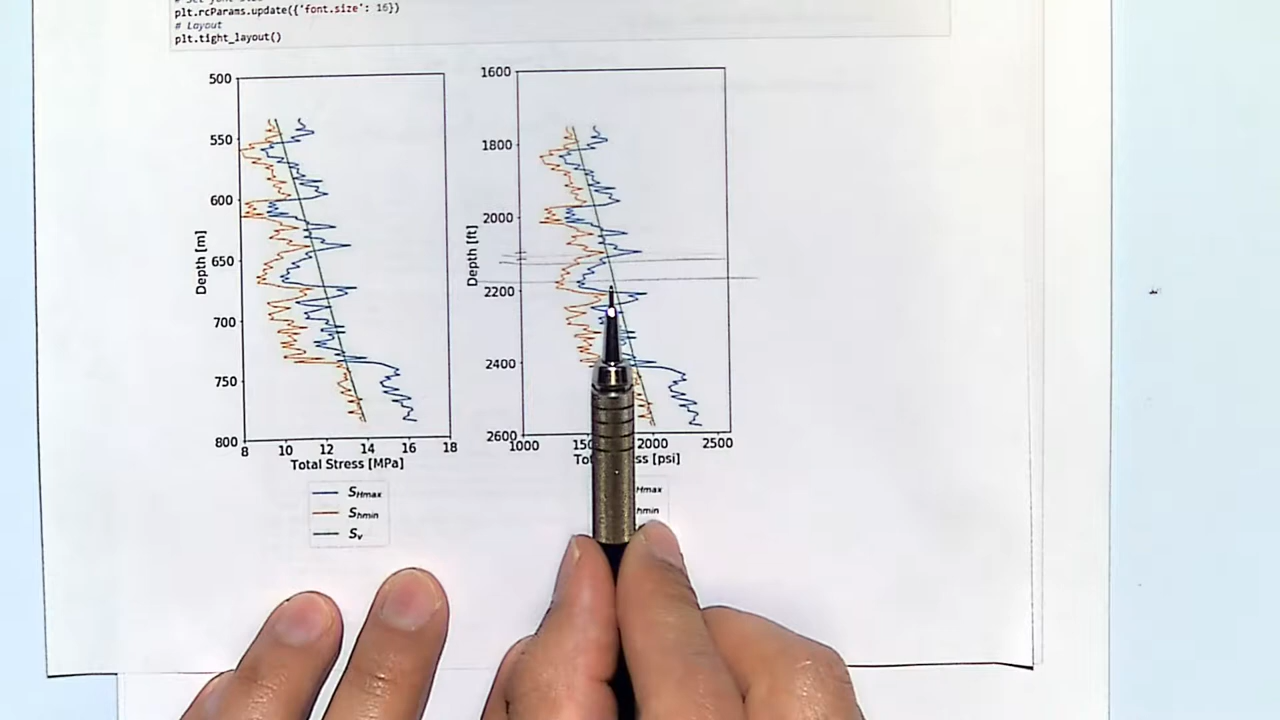 plt.rcParams.update({'font.size': 16})
# Layout
plt.tight_layout()
500
550
600
650
700
750
800
Depth [m]
8 10 12 14 16 18
Total Stress [MPa]
SHmax
Shmin
Sv
1600
1800
2000
2200
2400
2600
Depth [ft]
1000 2000 2500
[psi]
Hmax
hmin